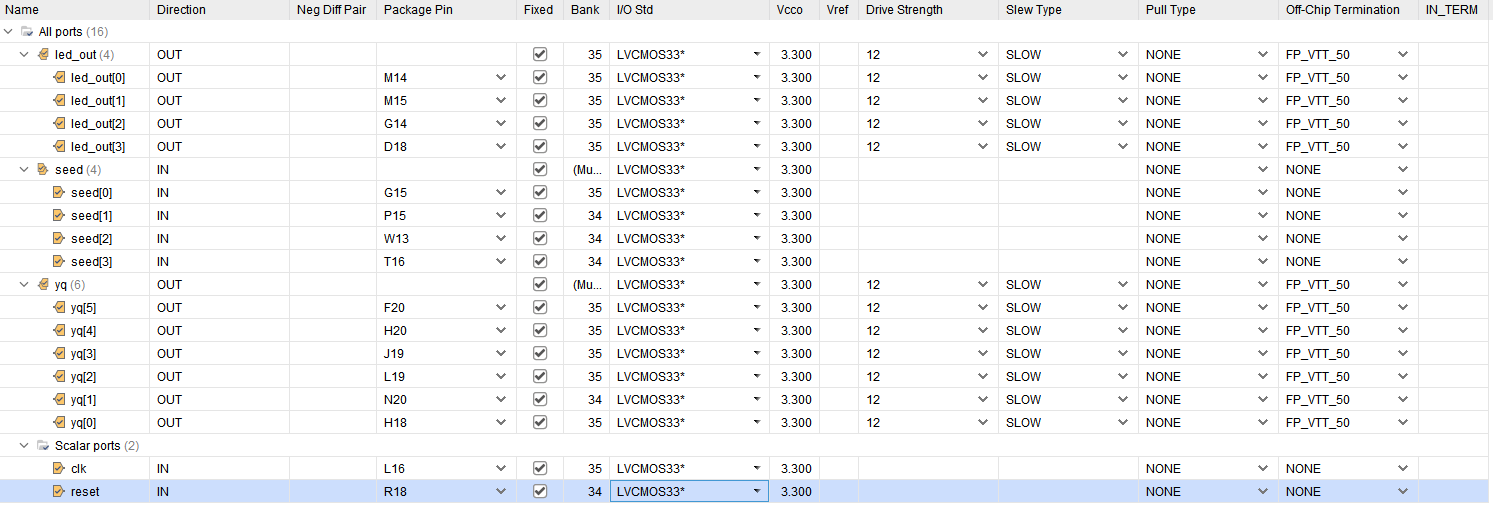 Name Direction Neg Diff Pair Package Pin Fixed Bank I/O Std Vcco Vref Drive Strength Slew Type Pull Type Off-Chip Termination IN_TERM
All ports (16)
led_out (4) OUT 35 LVCMOS33* 3.300 12 SLOW NONE FP_VTT_50
led_out[0] OUT M14 35 LVCMOS33* 3.300 12 SLOW NONE FP_VTT_50
led_out[1] OUT M15 35 LVCMOS33* 3.300 12 SLOW NONE FP_VTT_50
led_out[2] OUT G14 35 LVCMOS33* 3.300 12 SLOW NONE FP_VTT_50
led_out[3] OUT D18 35 LVCMOS33* 3.300 12 SLOW NONE FP_VTT_50
seed (4) IN (Mu... LVCMOS33* 3.300 NONE NONE
seed[0] IN G15 35 LVCMOS33* 3.300 NONE NONE
seed[1] IN P15 34 LVCMOS33* 3.300 NONE NONE
seed[2] IN W13 34 LVCMOS33* 3.300 NONE NONE
seed[3] IN T16 34 LVCMOS33* 3.300 NONE NONE
yq (6) OUT (Mu... LVCMOS33* 3.300 12 SLOW NONE FP_VTT_50
yq[5] OUT F20 35 LVCMOS33* 3.300 12 SLOW NONE FP_VTT_50
yq[4] OUT H20 35 LVCMOS33* 3.300 12 SLOW NONE FP_VTT_50
yq[3] OUT J19 35 LVCMOS33* 3.300 12 SLOW NONE FP_VTT_50
yq[2] OUT L19 35 LVCMOS33* 3.300 12 SLOW NONE FP_VTT_50
yq[1] OUT N20 34 LVCMOS33* 3.300 12 SLOW NONE FP_VTT_50
yq[0] OUT H18 35 LVCMOS33* 3.300 12 SLOW NONE FP_VTT_50
Scalar ports (2)
clk IN L16 35 LVCMOS33* 3.300 NONE NONE
reset IN R18 34 LVCMOS33* 3.300 NONE NONE